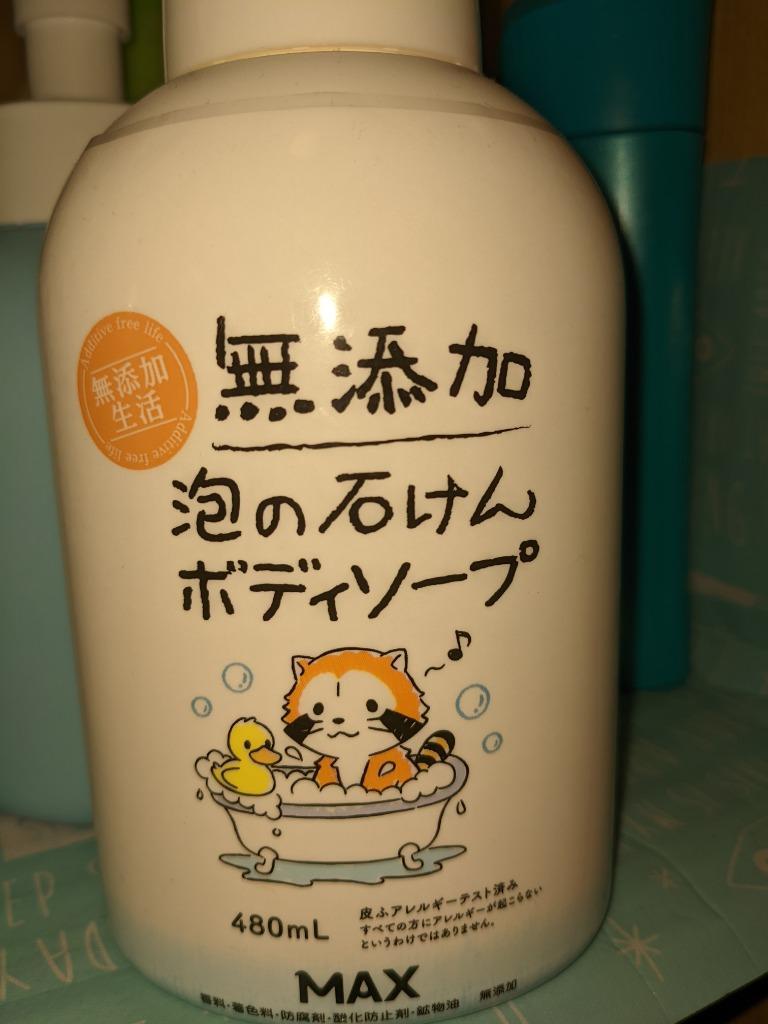 Additive free life
無添加
生活
Additive free life
無添加
泡の石けん
ボディソープ
480mL
皮ふアレルギーテスト済み
すべての方にアレルギーが起こらない
というわけではありません。
MAX
香料・着色料・防腐剤・酸化防止剤・鉱物油 無添加
EP
DAY